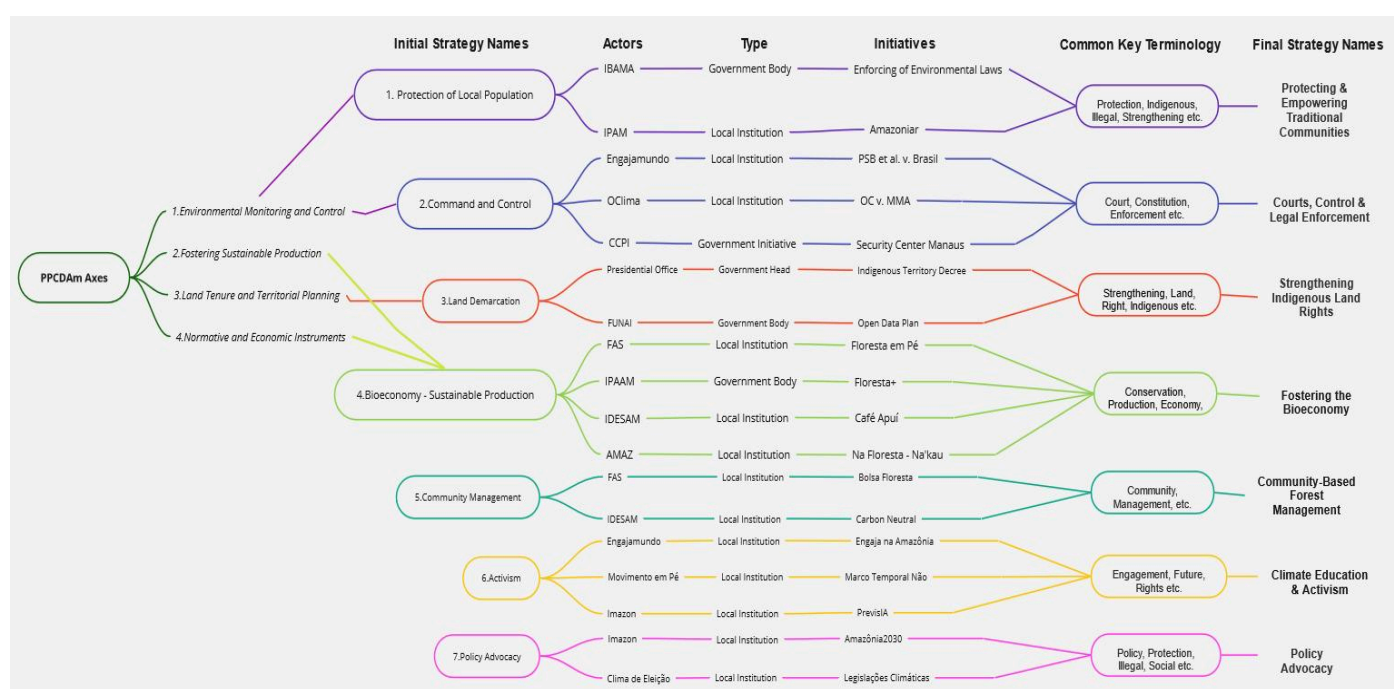 Initial Strategy Names
Actors
Type
Initiatives
Common Key Terminology
Final Strategy Names
PPCDAm Axes
1.Environmental Monitoring and Control
2.Fostering Sustainable Production
3.Land Tenure and Territorial Planning
4.Normative and Economic Instruments
1. Protection of Local Population
IBAMA
Government Body
Enforcing of Environmental Laws
IPAM
Local Institution
Amazoniar
Protection, Indigenous,
Illegal, Strengthening etc.
Protecting &
Empowering
Traditional
Communities
2.Command and Control
Engajamundo
Local Institution
PSB et al. v. Brasil
OClima
Local Institution
OC v. MMA
CCPI
Government Initiative
Security Center Manaus
Court, Constitution,
Enforcement etc.
Courts, Control &
Legal Enforcement
3.Land Demarcation
Presidential Office
Government Head
Indigenous Territory Decree
FUNAI
Government Body
Open Data Plan
Strengthening, Land,
Right, Indigenous etc.
Strengthening
Indigenous Land
Rights
4.Bioeconomy - Sustainable Production
FAS
Local Institution
Floresta em Pé
IPAAM
Government Body
Floresta+
IDESAM
Local Institution
Café Apuí
AMAZ
Local Institution
Na Floresta - Na'kau
Conservation,
Production, Economy,
Fostering the
Bioeconomy
5.Community Management
FAS
Local Institution
Bolsa Floresta
IDESAM
Local Institution
Carbon Neutral
Community,
Management, etc.
Community-Based
Forest
Management
6.Activism
Engajamundo
Local Institution
Engaja na Amazônia
Movimento em Pé
Local Institution
Marco Temporal Não
Imazon
Local Institution
PrevisIA
Engagement, Future,
Rights etc.
Climate Education
& Activism
7.Policy Advocacy
Imazon
Local Institution
Amazônia2030
Clima de Eleição
Local Institution
Legislações Climáticas
Policy, Protection,
Illegal, Social etc.
Policy
Advocacy